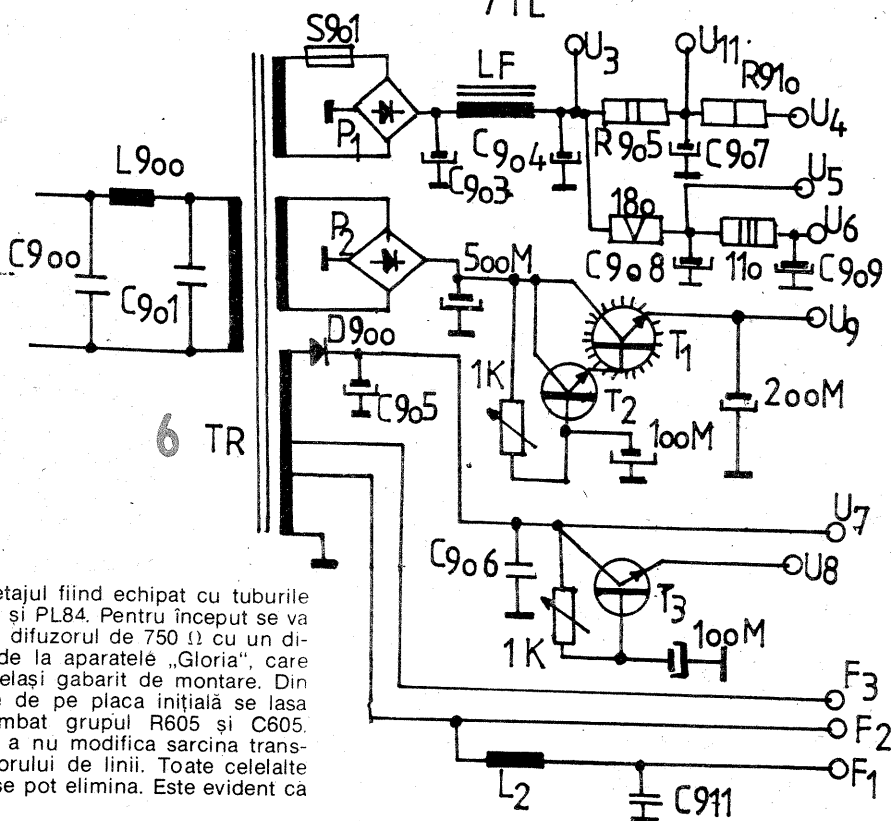 7 TL
S901
U3
U11
LF
R910
P1
C903
C904
R905
C907
U4
L900
U5
180
U6
C900
C901
P2
500M
C908
110
C909
D900
T1
U9
1K
T2
200M
C905
100M
6 TR
U7
C906
U8
T3
etajul fiind echipat cu tuburile
și PL84. Pentru început se va
difuzorul de 750 Ω cu un di-
de la aparatele „Gloria“, care
elași gabarit de montare. Din
e de pe placa inițială se lasa
mbat grupul R605 și C605.
a nu modifica sarcina trans-
orului de linii. Toate celelalte
se pot elimina. Este evident că
1K
100M
F3
F2
F1
L2
C911